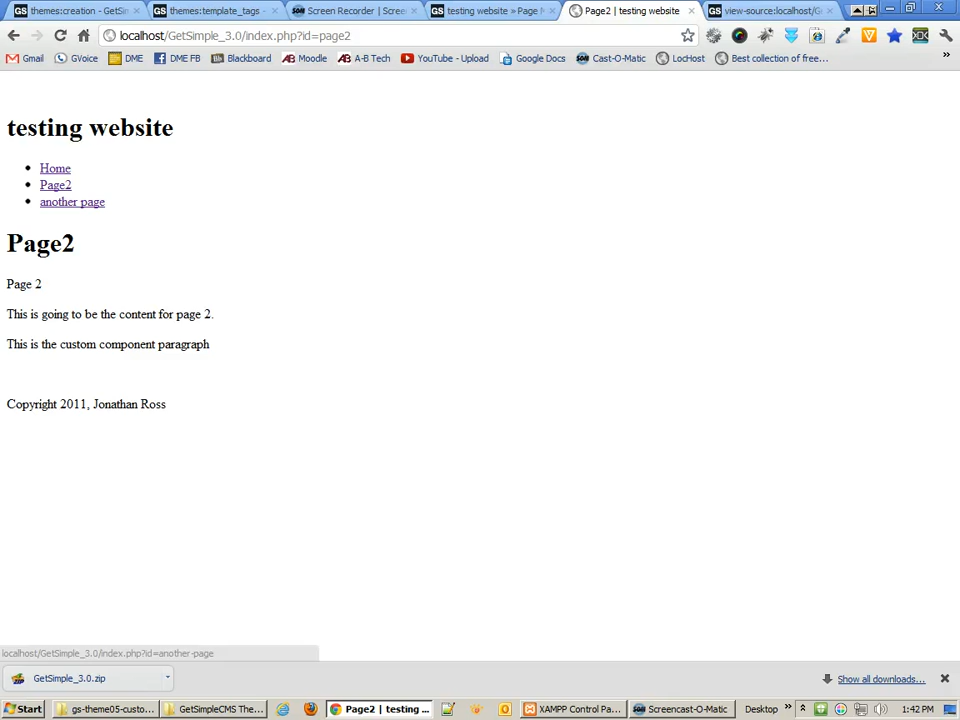 themes:creation - GetSim
themes:template_tags -
Screen Recorder | Screen
testing website » Page M
Page2 | testing website
view-source:localhost/G
localhost/GetSimple_3.0/index.php?id=page2
Gmail GVoice DME DME FB Blackboard Moodle A-B Tech YouTube - Upload Google Docs Cast-O-Matic LocHost Best collection of free...
testing website
Home
Page2
another page
Page2
Page 2
This is going to be the content for page 2.
This is the custom component paragraph
Copyright 2011, Jonathan Ross
localhost/GetSimple_3.0/index.php?id=another-page
GetSimple_3.0.zip
Show all downloads...
Start gs-theme05-custo... GetSimpleCMS The... Page2 | testing ... XAMPP Control Pa... Screencast-O-Matic Desktop 1:42 PM